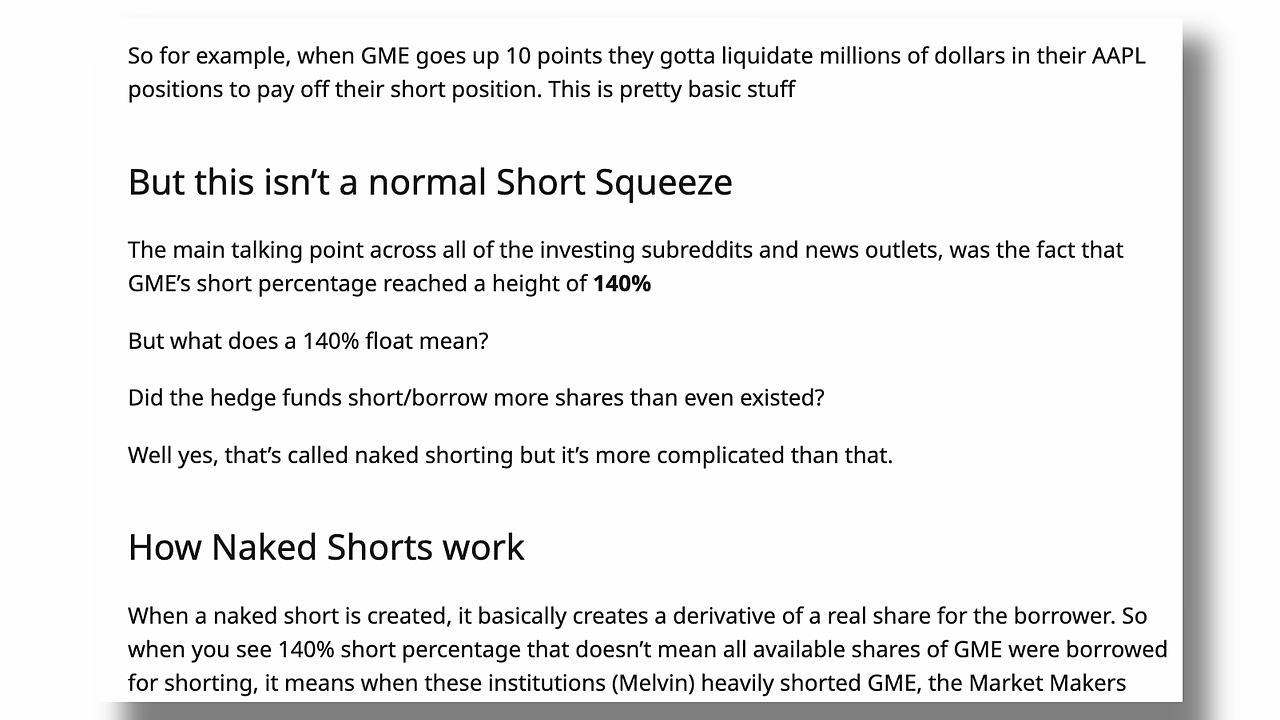 So for example, when GME goes up 10 points they gotta liquidate millions of dollars in their AAPL
positions to pay off their short position. This is pretty basic stuff
But this isn’t a normal Short Squeeze
The main talking point across all of the investing subreddits and news outlets, was the fact that
GME’s short percentage reached a height of 140%
But what does a 140% float mean?
Did the hedge funds short/borrow more shares than even existed?
Well yes, that’s called naked shorting but it’s more complicated than that.
How Naked Shorts work
When a naked short is created, it basically creates a derivative of a real share for the borrower. So
when you see 140% short percentage that doesn’t mean all available shares of GME were borrowed
for shorting, it means when these institutions (Melvin) heavily shorted GME, the Market Makers